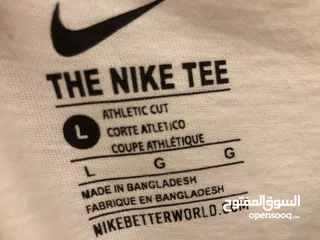 THE NIKE TEE
L
ATHLETIC CUT
CORTE ATLETICO
COUPE ATHLÉTIQUE
L G G
MADE IN BANGLADESH
FABRIQUE EN BANGLADESH
NIKEBETTERWORLD.COM
السوق المفتوح
opensooq.com